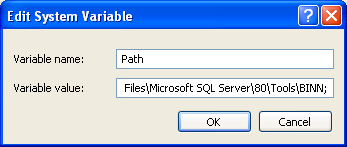 Edit System Variable
Variable name:
Path
Variable value:
Files\Microsoft SQL Server\80\Tools\BINN;
OK
Cancel